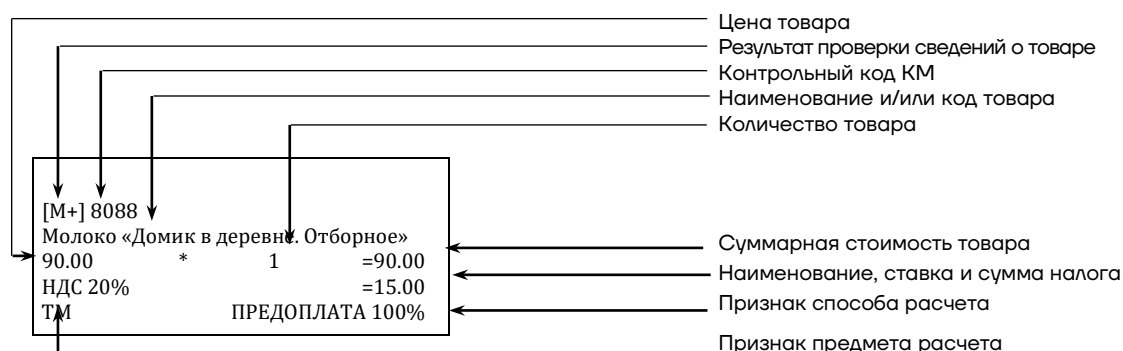 Цена товара
Результат проверки сведений о товаре
Контрольный код КМ
Наименование и/или код товара
Количество товара
[М+] 8088
Молоко «Домик в деревне. Отборное»
90.00 * 1 =90.00
НДС 20% =15.00
ТМ ПРЕДОПЛАТА 100%
Суммарная стоимость товара
Наименование, ставка и сумма налога
Признак способа расчета
Признак предмета расчета